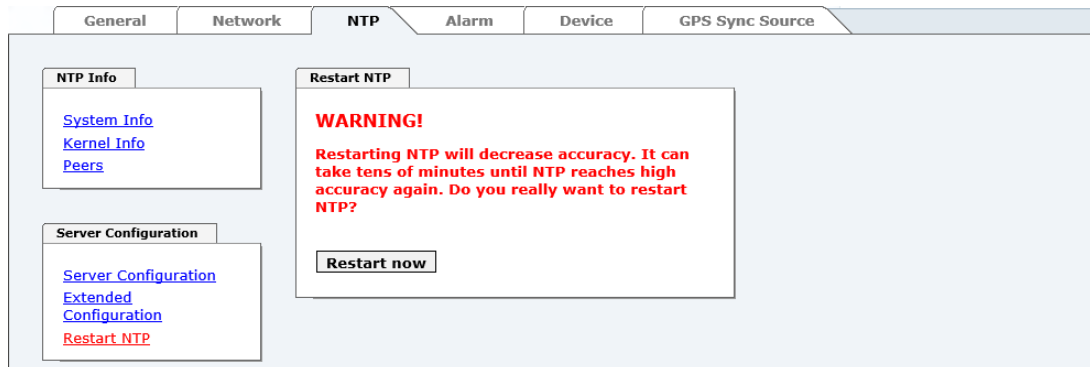 General Network NTP Alarm Device GPS Sync Source
NTP Info
System Info
Kernel Info
Peers
Server Configuration
Server Configuration
Extended
Configuration
Restart NTP
Restart NTP
WARNING!
Restarting NTP will decrease accuracy. It can
take tens of minutes until NTP reaches high
accuracy again. Do you really want to restart
NTP?
Restart now